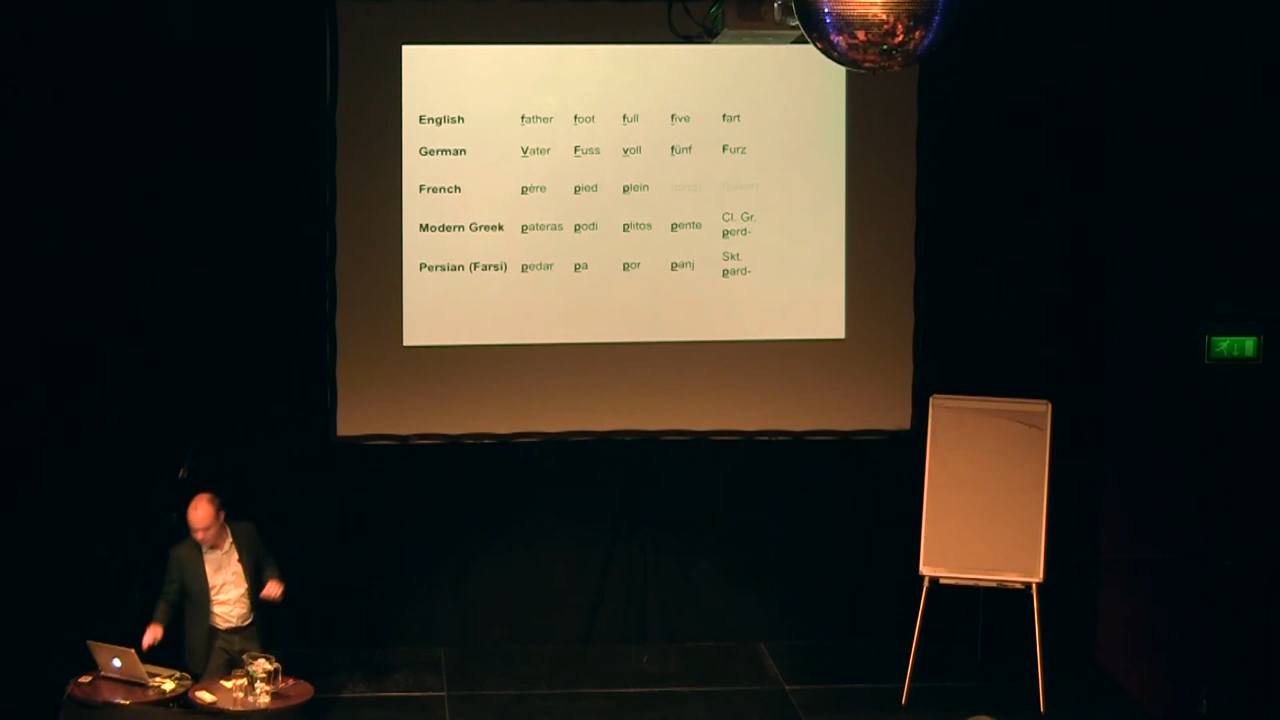 English father foot full five fart
German Vater Fuss voll fünf Furz
French père pied plein
Modern Greek pateras podi plitos pente Cl. Gr. perd-
Persian (Farsi) pedar pa por panj Skt. pard-